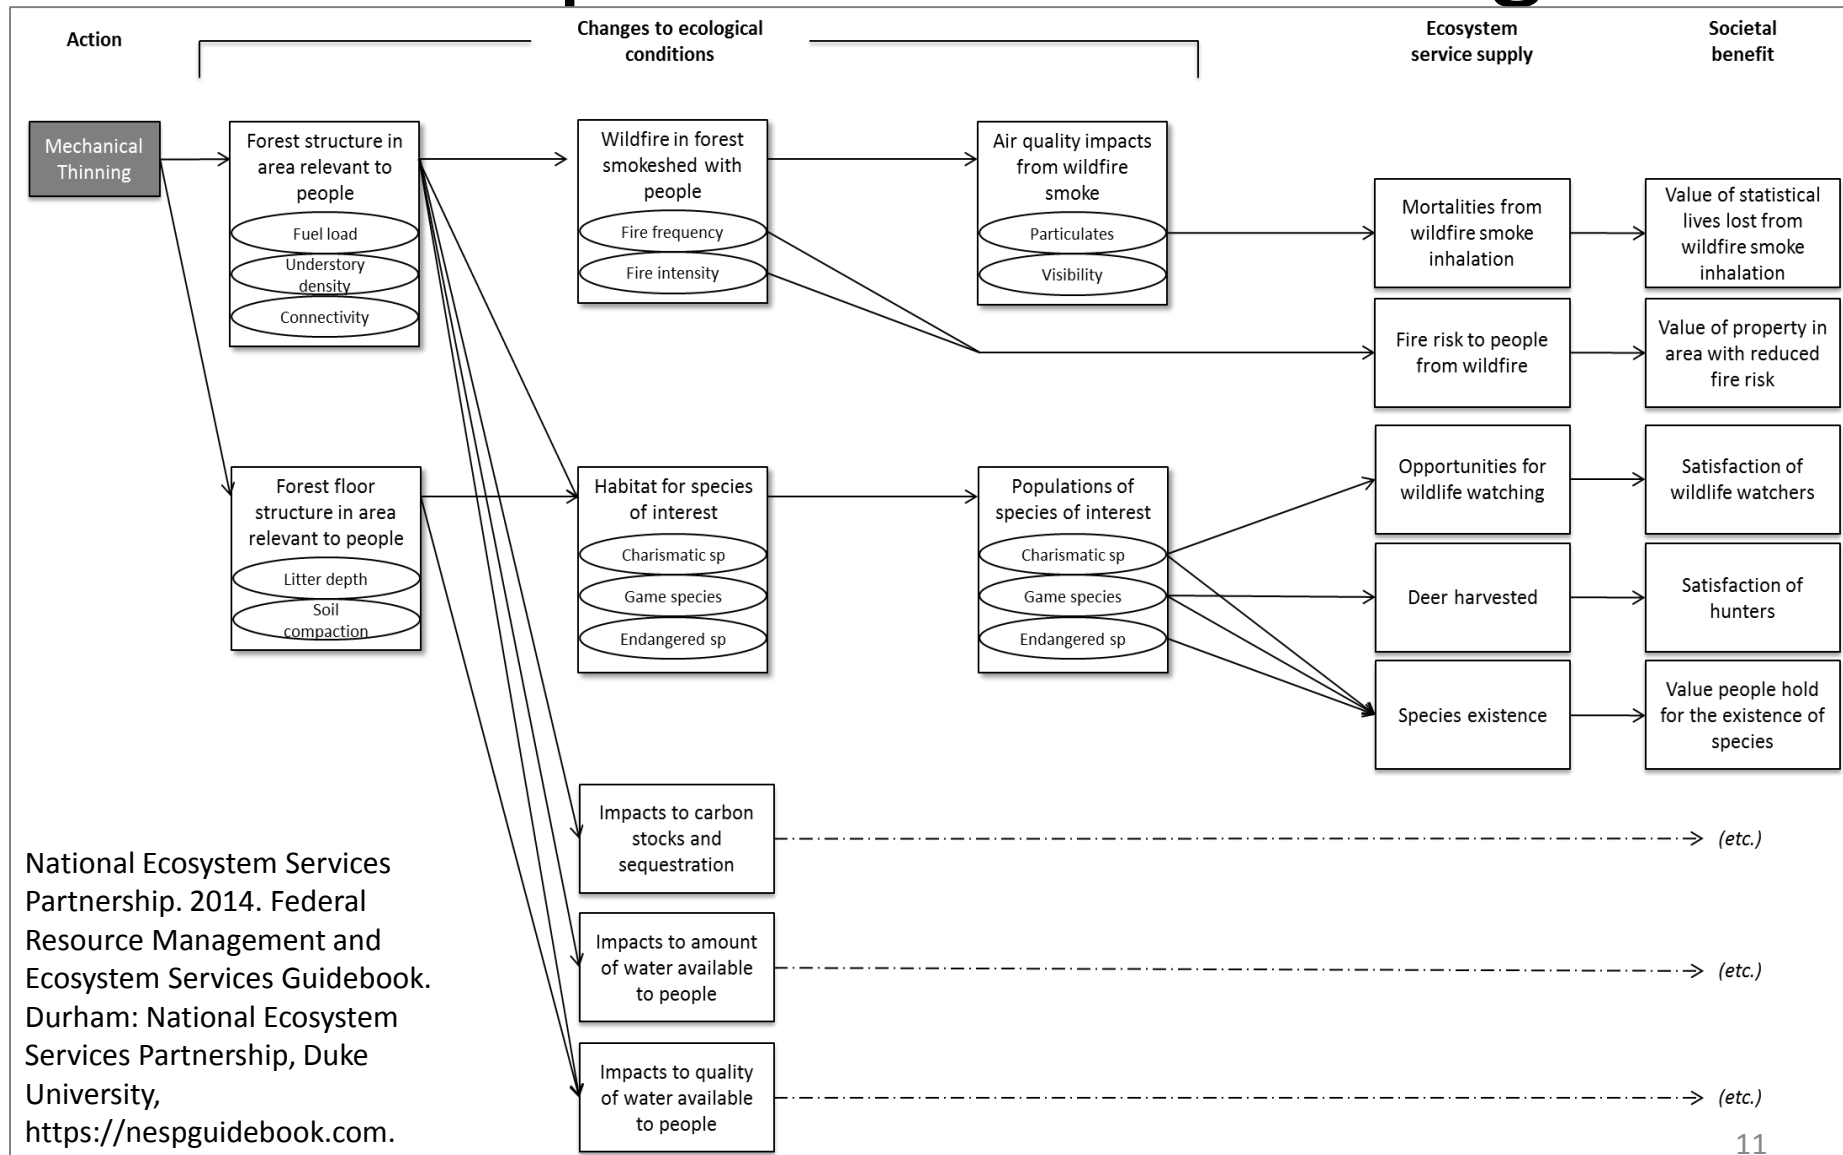 Action
Changes to ecological
conditions
Ecosystem
service supply
Societal
benefit
Mechanical
Thinning
Forest structure in
area relevant to
people
Fuel load
Understory
density
Connectivity
Wildfire in forest
smokeshed with
people
Fire frequency
Fire intensity
Air quality impacts
from wildfire
smoke
Particulates
Visibility
Mortalities from
wildfire smoke
inhalation
Value of statistical
lives lost from
wildfire smoke
inhalation
Fire risk to people
from wildfire
Value of property in
area with reduced
fire risk
Forest floor
structure in area
relevant to people
Litter depth
Soil
compaction
Habitat for species
of interest
Charismatic sp
Game species
Endangered sp
Populations of
species of interest
Charismatic sp
Game species
Endangered sp
Opportunities for
wildlife watching
Satisfaction of
wildlife watchers
Deer harvested
Satisfaction of
hunters
Species existence
Value people hold
for the existence of
species
Impacts to carbon
stocks and
sequestration
(etc.)
Impacts to amount
of water available
to people
(etc.)
Impacts to quality
of water available
to people
(etc.)
National Ecosystem Services
Partnership. 2014. Federal
Resource Management and
Ecosystem Services Guidebook.
Durham: National Ecosystem
Services Partnership, Duke
University,
https://nespguidebook.com.
11